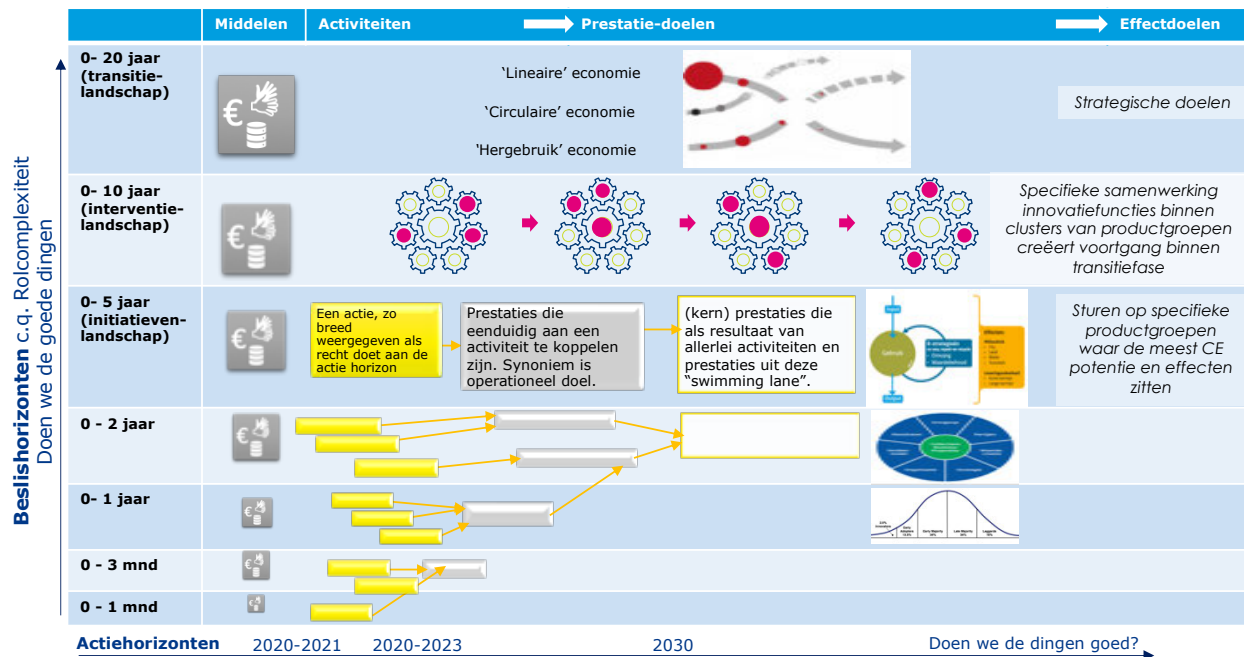 Middelen
Activiteiten
Prestatie-doelen
Effectdoelen
0- 20 jaar
(transitie-
landschap)
€
'Lineaire' economie
'Circulaire' economie
'Hergebruik' economie
Strategische doelen
0- 10 jaar
(interventie-
landschap)
€
Specifieke samenwerking
innovatiefuncties binnen
clusters van productgroepen
creëert voortgang binnen
transitiefase
0- 5 jaar
(initiatieven-
landschap)
€
Een actie, zo
breed
weergegeven als
recht doet aan de
actie horizon
Prestaties die
eenduidig aan een
activiteit te koppelen
zijn. Synoniem is
operationeel doel.
(kern) prestaties die
als resultaat van
allerlei activiteiten en
prestaties uit deze
"swimming lane".
Gebruik
Output
Sturen op specifieke
productgroepen
waar de meest CE
potentie en effecten
zitten
0 - 2 jaar
€
0- 1 jaar
€
Early Majority
Late Majority
0 - 3 mnd
€
0 - 1 mnd
€
Beslishorizonten c.q. Rolcomplexiteit
Doen we de goede dingen
Actiehorizonten
2020-2021
2020-2023
2030
Doen we de dingen goed?